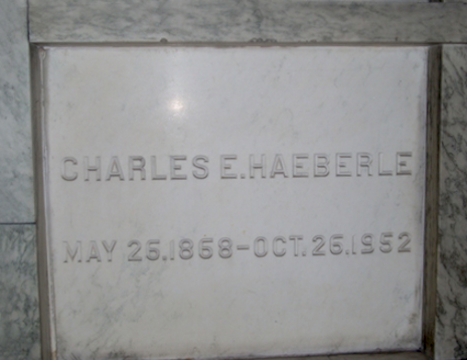 CHARLES E. HAEBERLE
MAY 25.1868-OCT. 26.1952